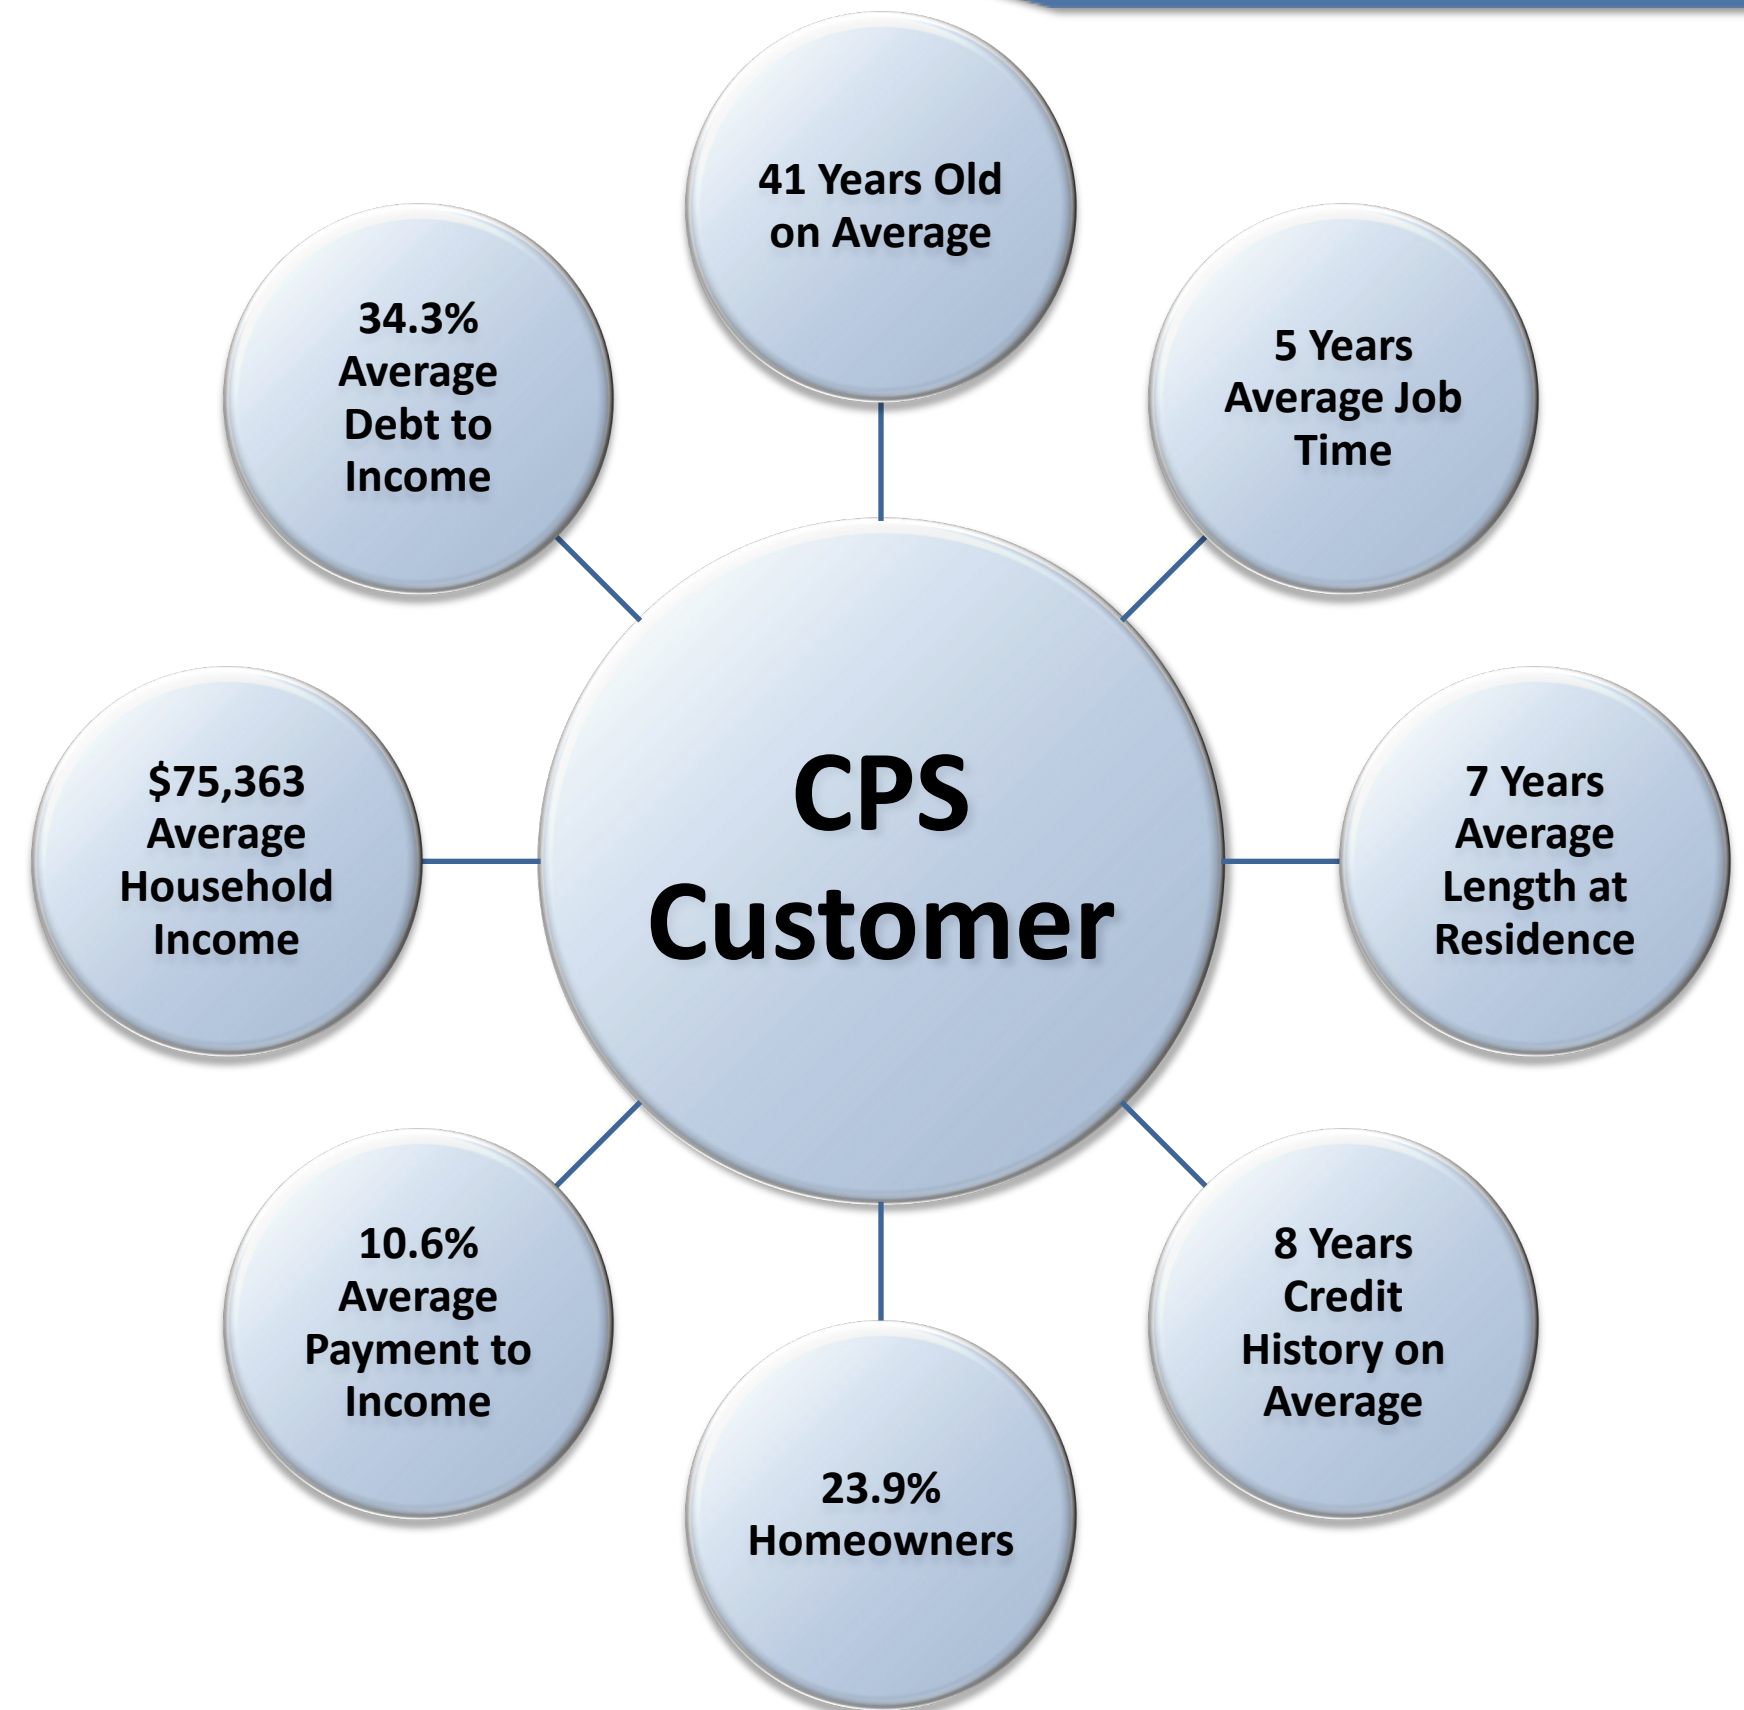 41 Years Old
on Average
5 Years
Average Job
Time
7 Years
Average
Length at
Residence
8 Years
Credit
History on
Average
23.9%
Homeowners
10.6%
Average
Payment to
Income
$75,363
Average
Household
Income
34.3%
Average
Debt to
Income
CPS
Customer